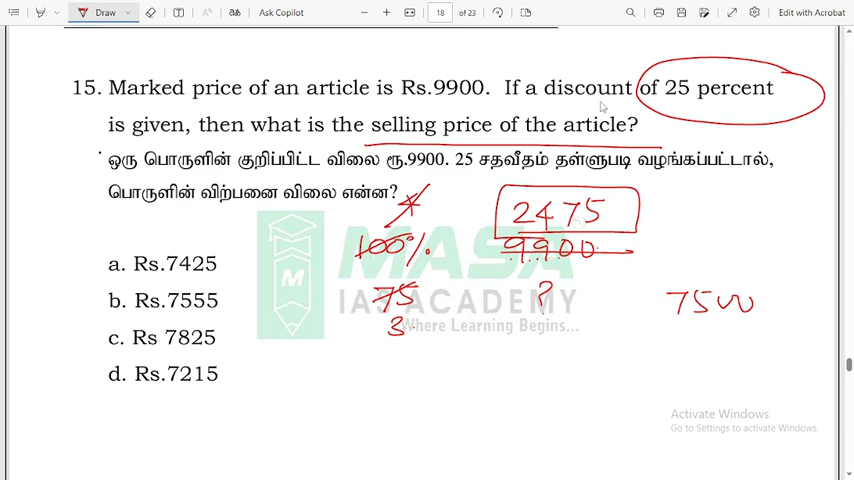 Draw
Ask Copilot
18
of 23
Edit with Acrobat
15. Marked price of an article is Rs.9900. If a discount of 25 percent
is given, then what is the selling price of the article?
ஒரு பொருளின் குறிப்பிட்ட விலை ரூ.9900. 25 சதவீதம் தள்ளுபடி வழங்கப்பட்டால்,
பொருளின் விற்பனை விலை என்ன?
2475
100%
9900
a. Rs.7425
MASA
75
?
b. Rs.7555
IAS ACADEMY
7500
3
Where Learning Begins...
c. Rs 7825
d. Rs.7215
Activate Windows
Go to Settings to activate Windows.